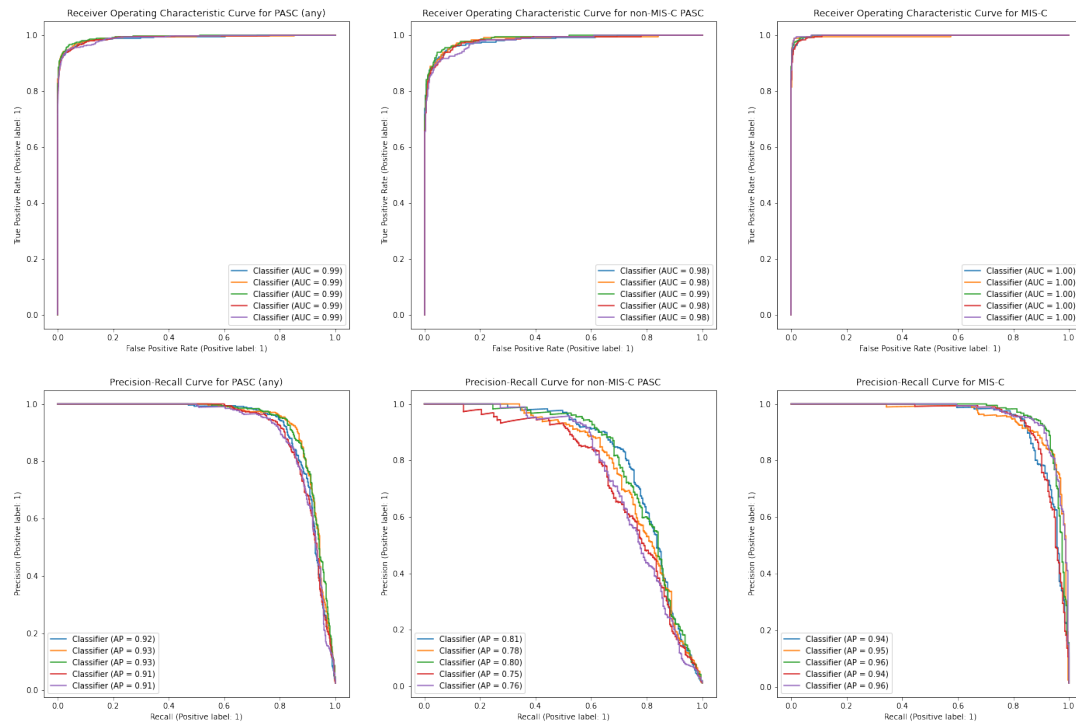 Receiver Operating Characteristic Curve for PASC (any)
1.0
0.8
0.6
0.4
0.2
0.0
True Positive Rate (Positive label: 1)
Classifier (AUC = 0.99)
Classifier (AUC = 0.99)
Classifier (AUC = 0.99)
Classifier (AUC = 0.99)
Classifier (AUC = 0.99)
0.0 0.2 0.4 0.6 0.8 1.0
False Positive Rate (Positive label: 1)
Receiver Operating Characteristic Curve for non-MIS-C PASC
1.0
0.8
0.6
0.4
0.2
0.0
True Positive Rate (Positive label: 1)
Classifier (AUC = 0.98)
Classifier (AUC = 0.98)
Classifier (AUC = 0.99)
Classifier (AUC = 0.98)
Classifier (AUC = 0.98)
0.0 0.2 0.4 0.6 0.8 1.0
False Positive Rate (Positive label: 1)
Receiver Operating Characteristic Curve for MIS-C
1.0
0.8
0.6
0.4
0.2
0.0
True Positive Rate (Positive label: 1)
Classifier (AUC = 1.00)
Classifier (AUC = 1.00)
Classifier (AUC = 1.00)
Classifier (AUC = 1.00)
Classifier (AUC = 1.00)
0.0 0.2 0.4 0.6 0.8 1.0
False Positive Rate (Positive label: 1)
Precision-Recall Curve for PASC (any)
1.0
0.8
0.6
0.4
0.2
0.0
Precision (Positive label: 1)
Classifier (AP = 0.92)
Classifier (AP = 0.93)
Classifier (AP = 0.93)
Classifier (AP = 0.91)
Classifier (AP = 0.91)
0.0 0.2 0.4 0.6 0.8 1.0
Recall (Positive label: 1)
Precision-Recall Curve for non-MIS-C PASC
1.0
0.8
0.6
0.4
0.2
0.0
Precision (Positive label: 1)
Classifier (AP = 0.81)
Classifier (AP = 0.78)
Classifier (AP = 0.80)
Classifier (AP = 0.75)
Classifier (AP = 0.76)
0.0 0.2 0.4 0.6 0.8 1.0
Recall (Positive label: 1)
Precision-Recall Curve for MIS-C
1.0
0.8
0.6
0.4
0.2
0.0
Precision (Positive label: 1)
Classifier (AP = 0.94)
Classifier (AP = 0.95)
Classifier (AP = 0.96)
Classifier (AP = 0.94)
Classifier (AP = 0.96)
0.0 0.2 0.4 0.6 0.8 1.0
Recall (Positive label: 1)